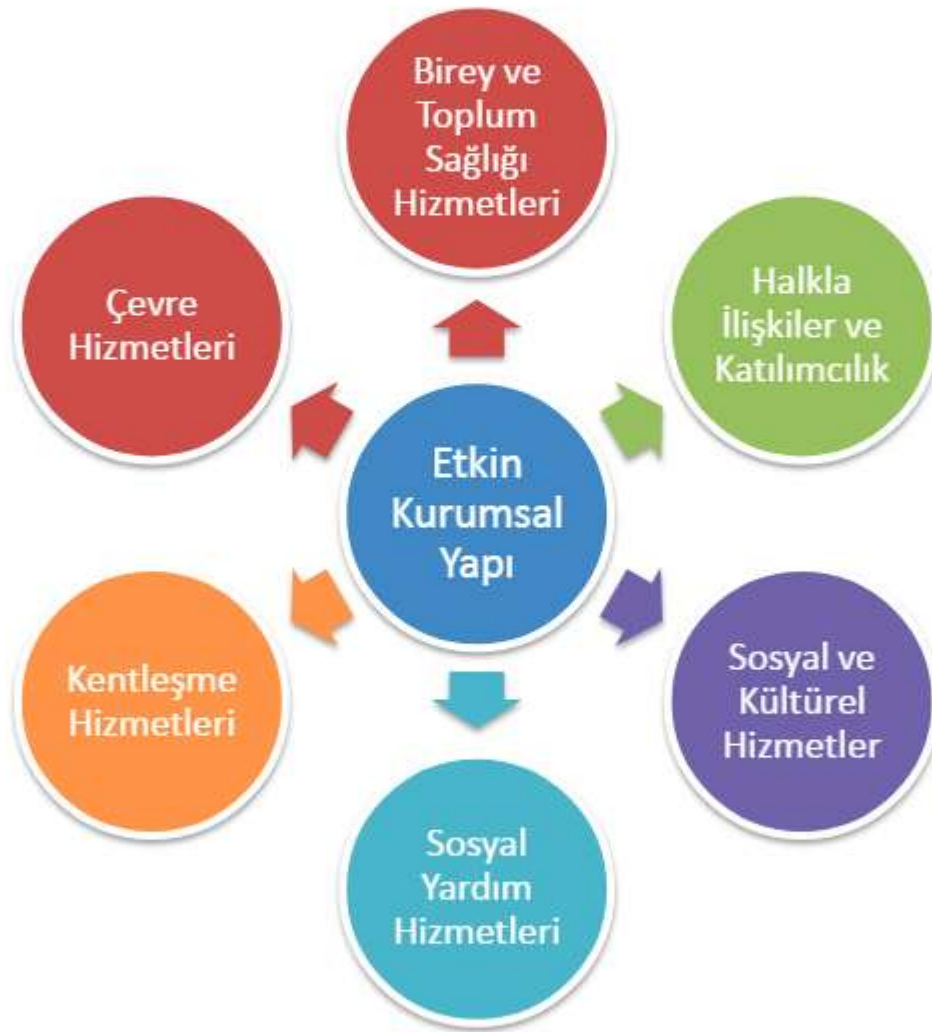 Birey ve
Toplum
Sağlığı
Hizmetleri
Halkla
İlişkiler ve
Katılımcılık
Sosyal ve
Kültürel
Hizmetler
Sosyal
Yardım
Hizmetleri
Kentleşme
Hizmetleri
Çevre
Hizmetleri
Etkin
Kurumsal
Yapı